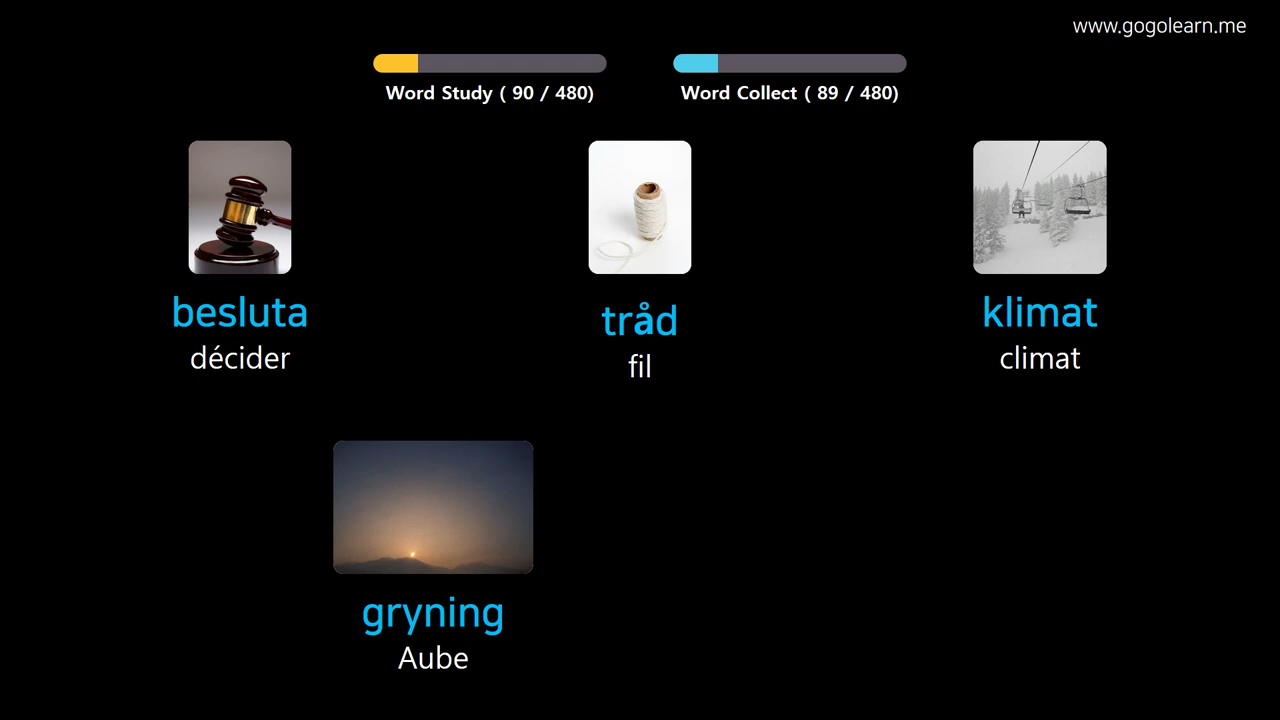 www.gogolearn.me
Word Study ( 90 / 480)
Word Collect ( 89 / 480)
besluta
décider
tråd
fil
klimat
climat
gryning
Aube